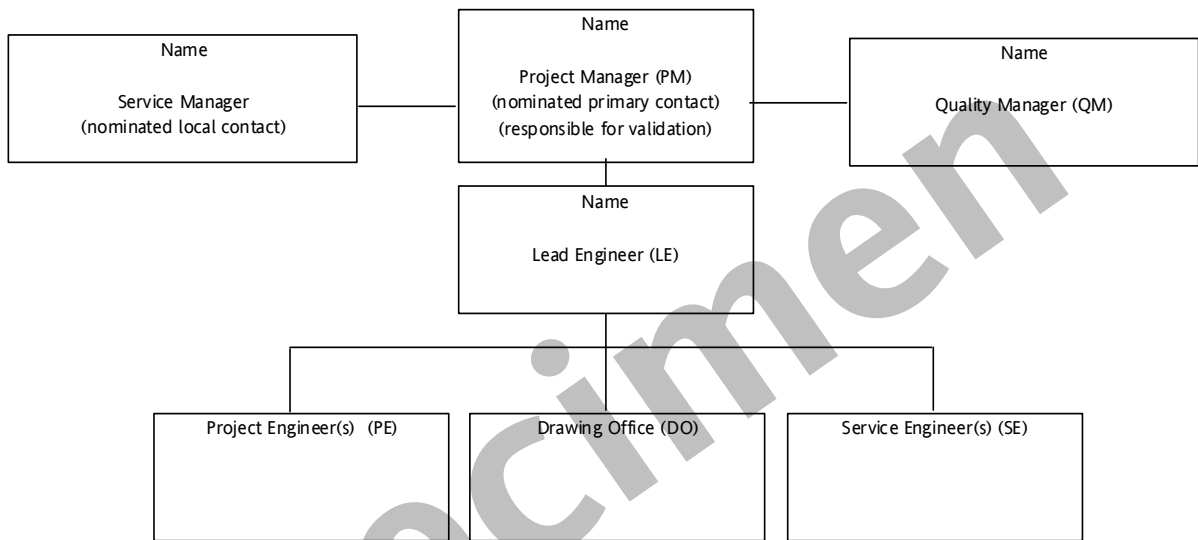 Name
Service Manager
(nominated local contact)
Name
Project Manager (PM)
(nominated primary contact)
(responsible for validation)
Name
Quality Manager (QM)
Name
Lead Engineer (LE)
Project Engineer(s) (PE)
Drawing Office (DO)
Service Engineer(s) (SE)
ecimen